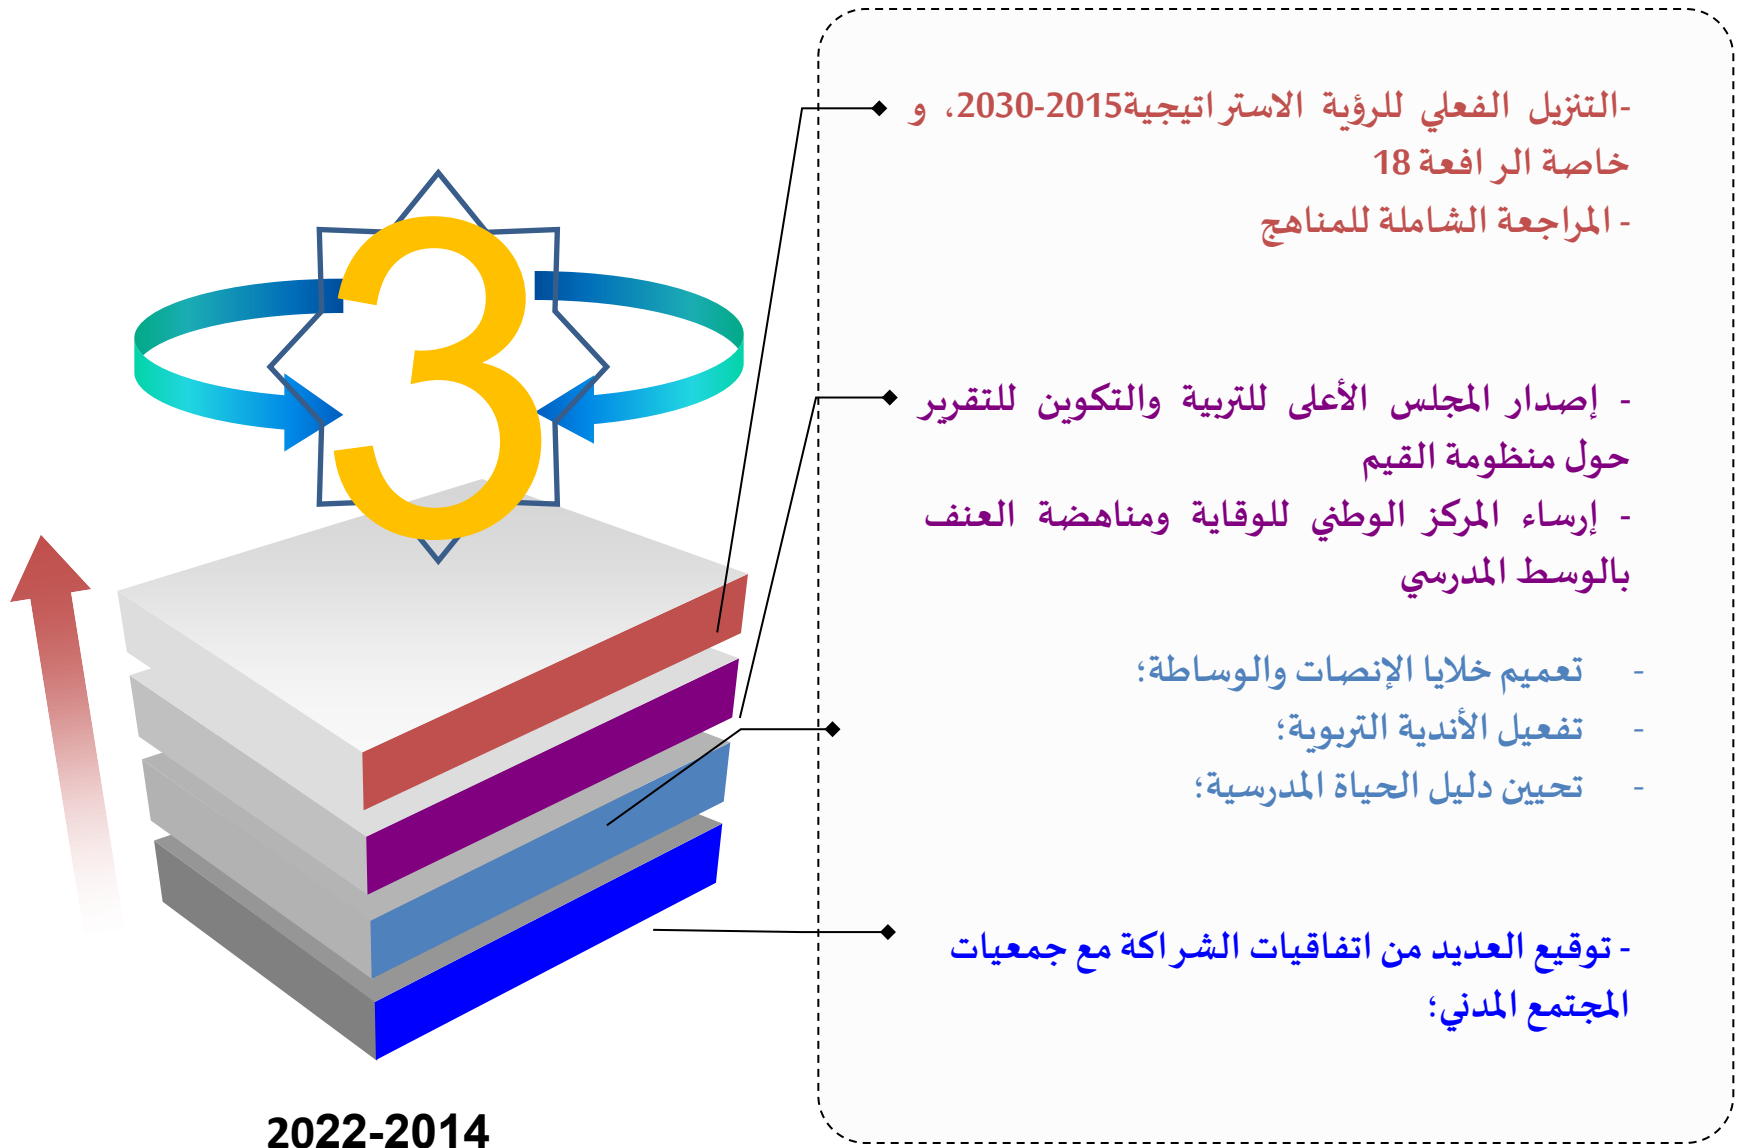 -التنزيل الفعلي للرؤية الاستراتيجية2015-2030، و
خاصة الرافعة 18
- المراجعة الشاملة للمناهج
3
- إصدار المجلس الأعلى للتربية والتكوين للتقرير
حول منظومة القيم
- إرساء المركز الوطني للوقاية ومناهضة العنف
بالوسط المدرسي
- تعميم خلايا الإنصات والوساطة؛
- تفعيل الأندية التربوية؛
- تحيين دليل الحياة المدرسية؛
- توقيع العديد من اتفاقيات الشراكة مع جمعيات
المجتمع المدني؛
2022-2014